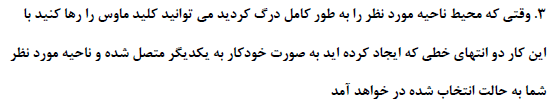 ۳. وقتی که محیط ناحیه مورد نظر را به طور کامل درگ کردید می توانید کلید ماوس را رها کنید با
این کار دو انتهای خطی که ایجاد کرده اید به صورت خودکار به یکدیگر متصل شده و ناحیه مورد نظر
شما به حالت انتخاب شده در خواهد آمد